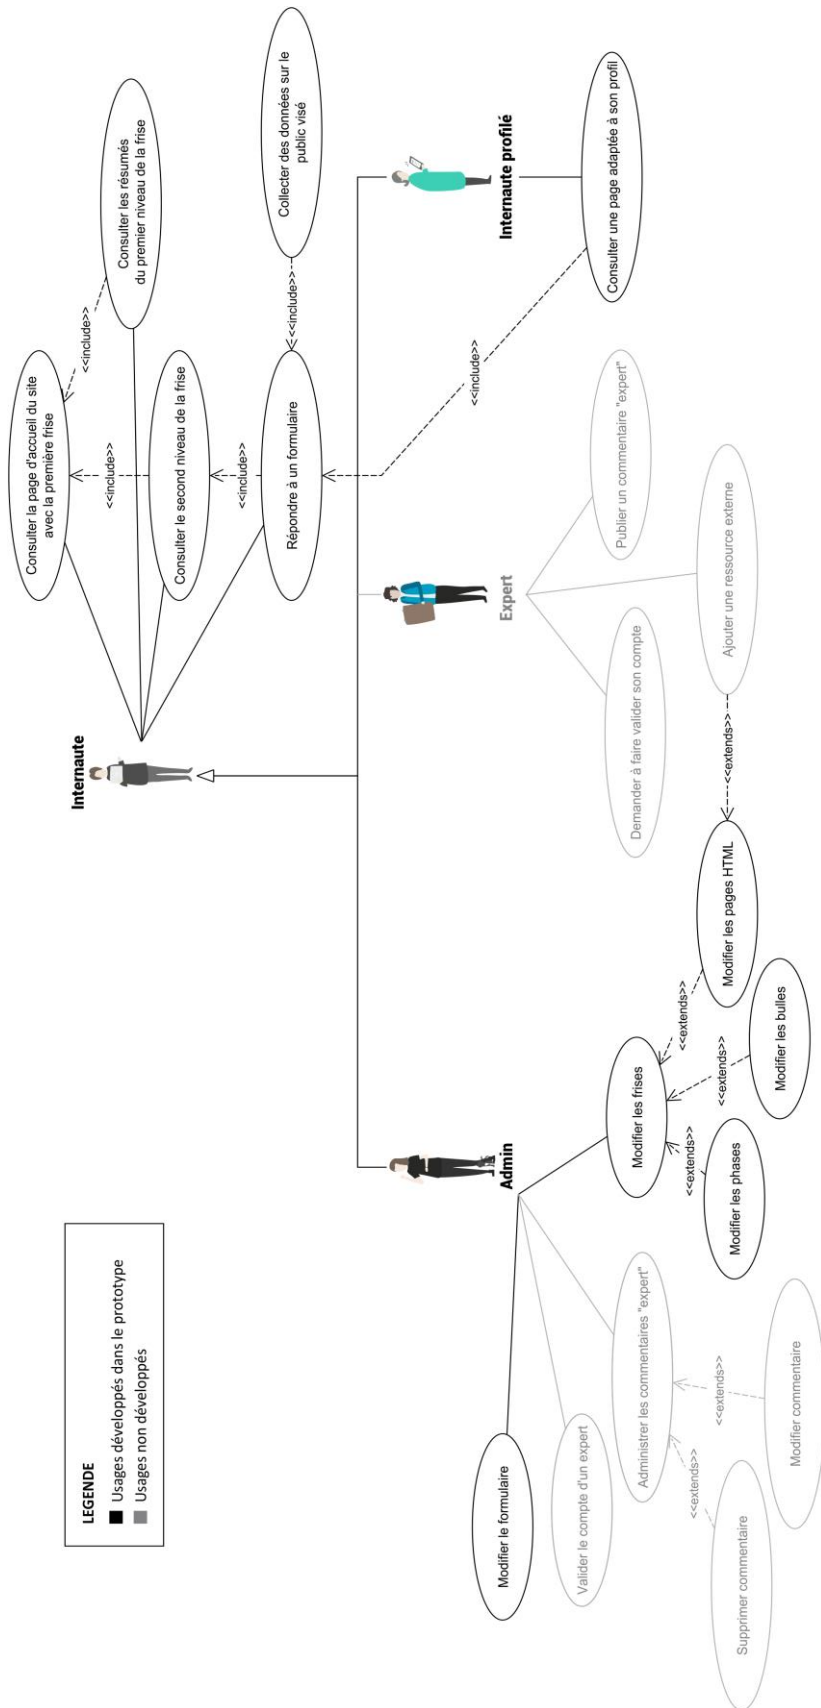 Consulter la page d'accueil du site
avec la première frise
Internaute
LEGENDE
Usages développés dans le prototype
Usages non développés
<<include>>
<<include>>
Consulter les résumés
du premier niveau de la frise
Consulter le second niveau de la frise
<<include>>
Répondre à un formulaire
<<include>>
Collecter des données sur le
public visé
Admin
Expert
Internaute profilé
<<include>>
Modifier le formulaire
Valider le compte d'un expert
Administrer les commentaires "expert"
Modifier les frises
Demander à faire valider son compte
Publier un commentaire "expert"
Consulter une page adaptée à son profil
<<extends>>
<<extends>>
<<extends>>
<<extends>>
<<extends>>
<<extends>>
Supprimer commentaire
Modifier commentaire
Modifier les phases
Modifier les bulles
Modifier les pages HTML
Ajouter une ressource externe